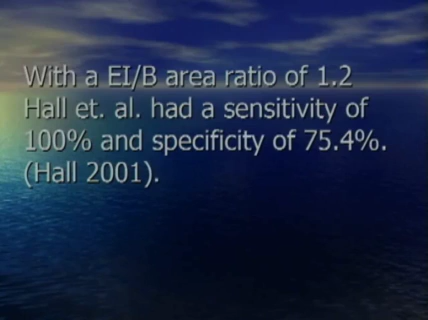 With a EI/B area ratio of 1.2
Hall et. al. had a sensitivity of
100% and specificity of 75.4%.
(Hall 2001).